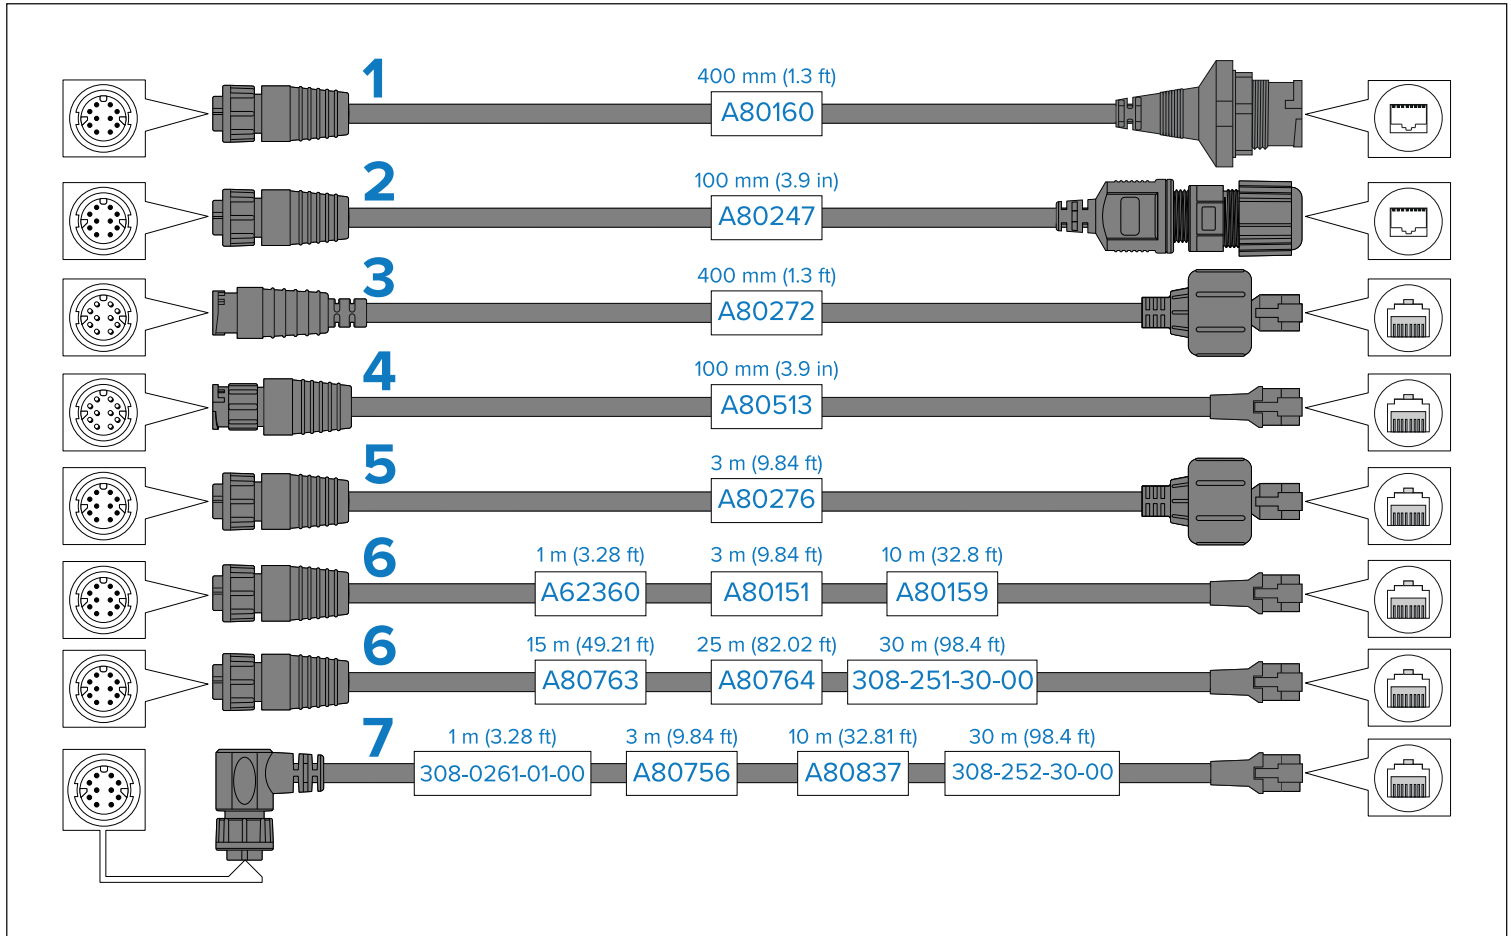 1
400 mm (1.3 ft)
A80160
2
100 mm (3.9 in)
A80247
3
400 mm (1.3 ft)
A80272
4
100 mm (3.9 in)
A80513
5
3 m (9.84 ft)
A80276
6
1 m (3.28 ft) 3 m (9.84 ft) 10 m (32.8 ft)
A62360 A80151 A80159
6
15 m (49.21 ft) 25 m (82.02 ft) 30 m (98.4 ft)
A80763 A80764 308-251-30-00
7
1 m (3.28 ft) 3 m (9.84 ft) 10 m (32.81 ft) 30 m (98.4 ft)
308-0261-01-00 A80756 A80837 308-252-30-00